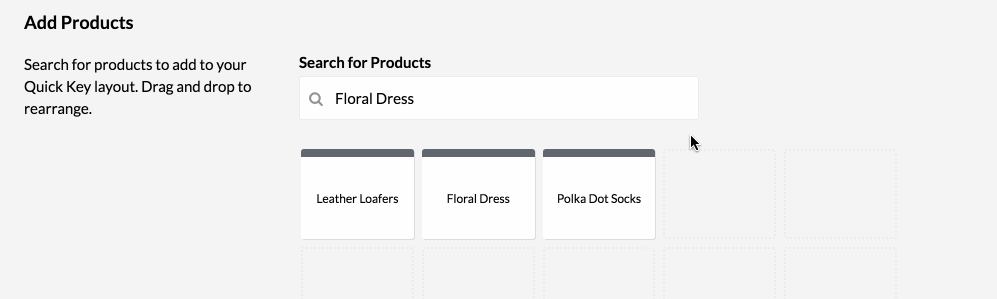 Add Products
Search for products to add to your
Quick Key layout. Drag and drop to
rearrange.
Search for Products
Floral Dress
Leather Loafers
Floral Dress
Polka Dot Socks